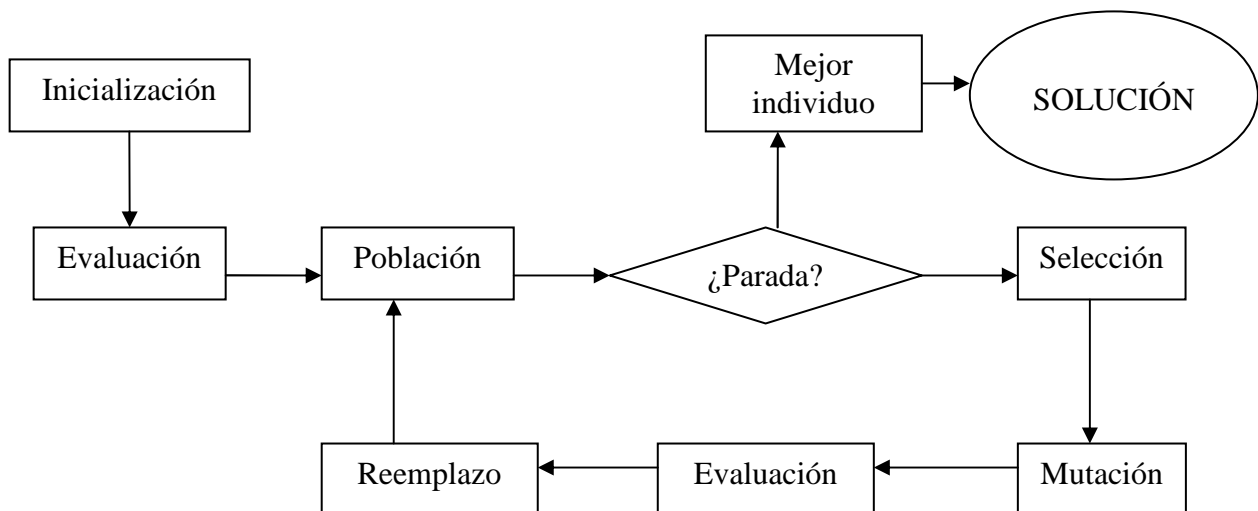 Inicialización
Mejor
individuo
SOLUCIÓN
Evaluación
Población
¿Parada?
Selección
Reemplazo
Evaluación
Mutación